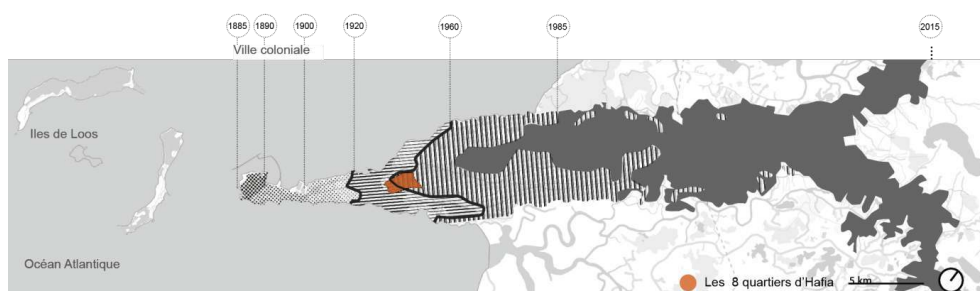 1885 1890 1900 1920 1960 1985 2015
Ville coloniale
Iles de Loos
Océan Atlantique
Les 8 quartiers d'Hafia 5 km